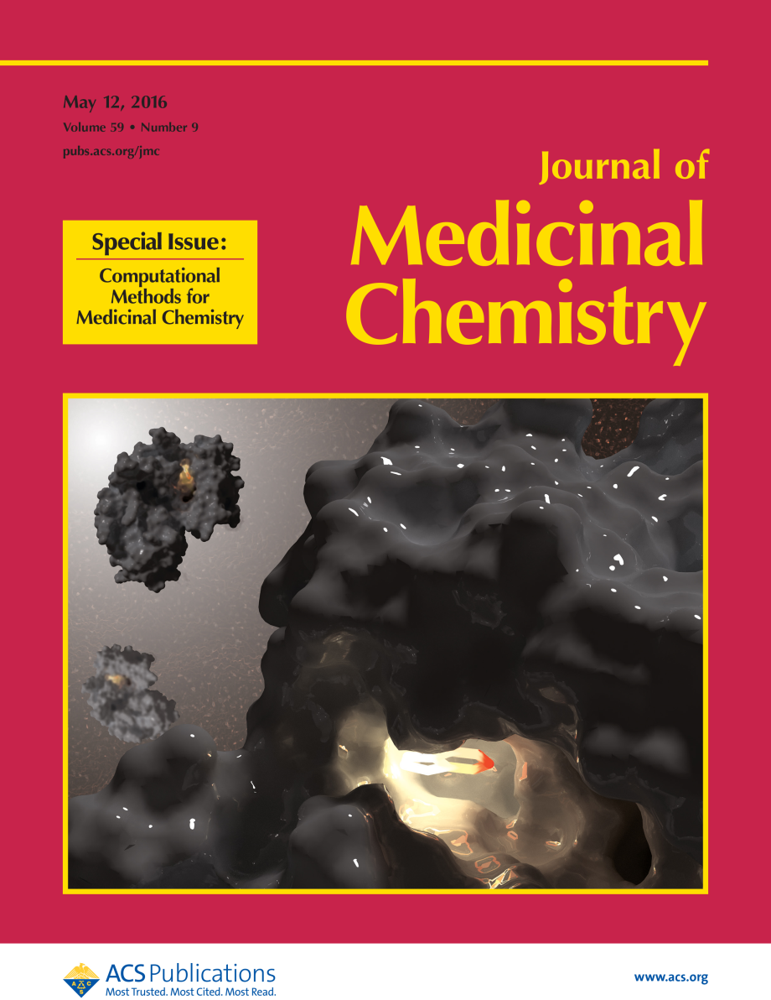 May 12, 2016
Volume 59 • Number 9
pubs.acs.org/jmc
Journal of
Medicinal
Chemistry
Special Issue:
Computational
Methods for
Medicinal Chemistry
A C
S
ACS Publications
Most Trusted. Most Cited. Most Read.
www.acs.org